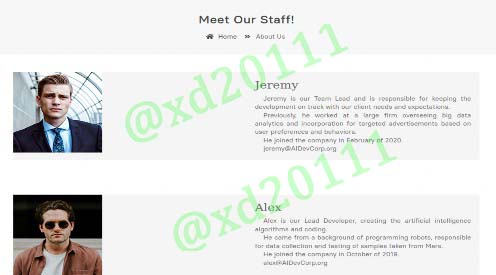 Meet Our Staff!
Home » About Us
@xd20111
Jeremy
Jeremy is our Team Lead and is responsible for keeping the
development on track with our client needs and expectations.
Previously, he worked at a large firm overseeing big data
analytics and incorporation for targeted advertisements based on
user preferences and behaviors.
He joined the company in February of 2020.
jeremy@AIDevCorp.org
@xd20111
Alex
Alex is our Lead Developer, creating the artificial intelligence
algorithms and coding.
He came from a background of programming robots, responsible
for data collection and testing of samples taken from Mars.
He joined the company in October of 2019.
alex@AIDevCorp.org